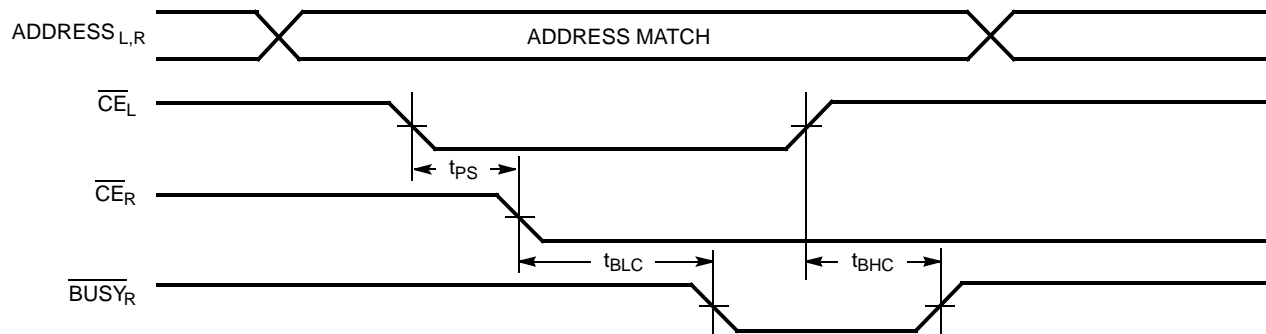 ADDRESS L,R
ADDRESS MATCH
CE L
t PS
CE R
t BLC
t BHC
BUSY R